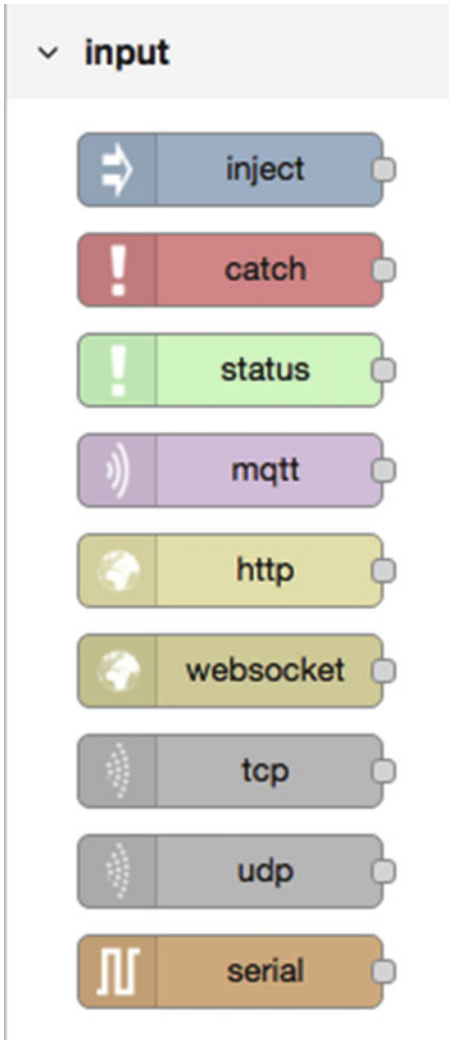 input
inject
catch
status
mqtt
http
websocket
tcp
udp
serial